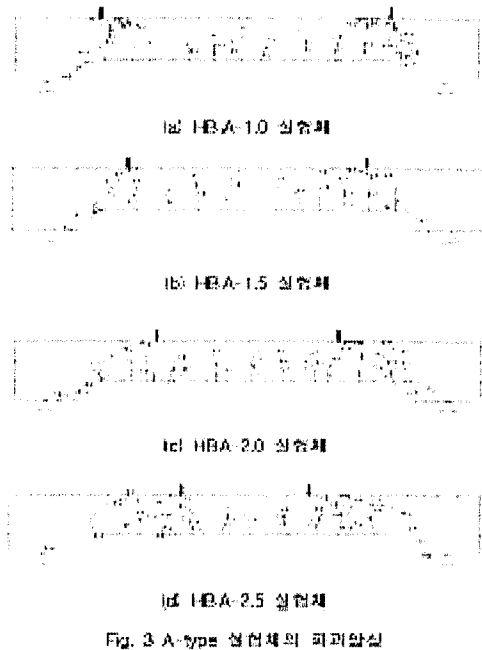 (a) HBA-1.0 실험체
(b) HBA-1.5 실험체
(c) HBA-2.0 실험체
(d) HBA-2.5 실험체
Fig. 3 A-type 실험체의 파괴양상